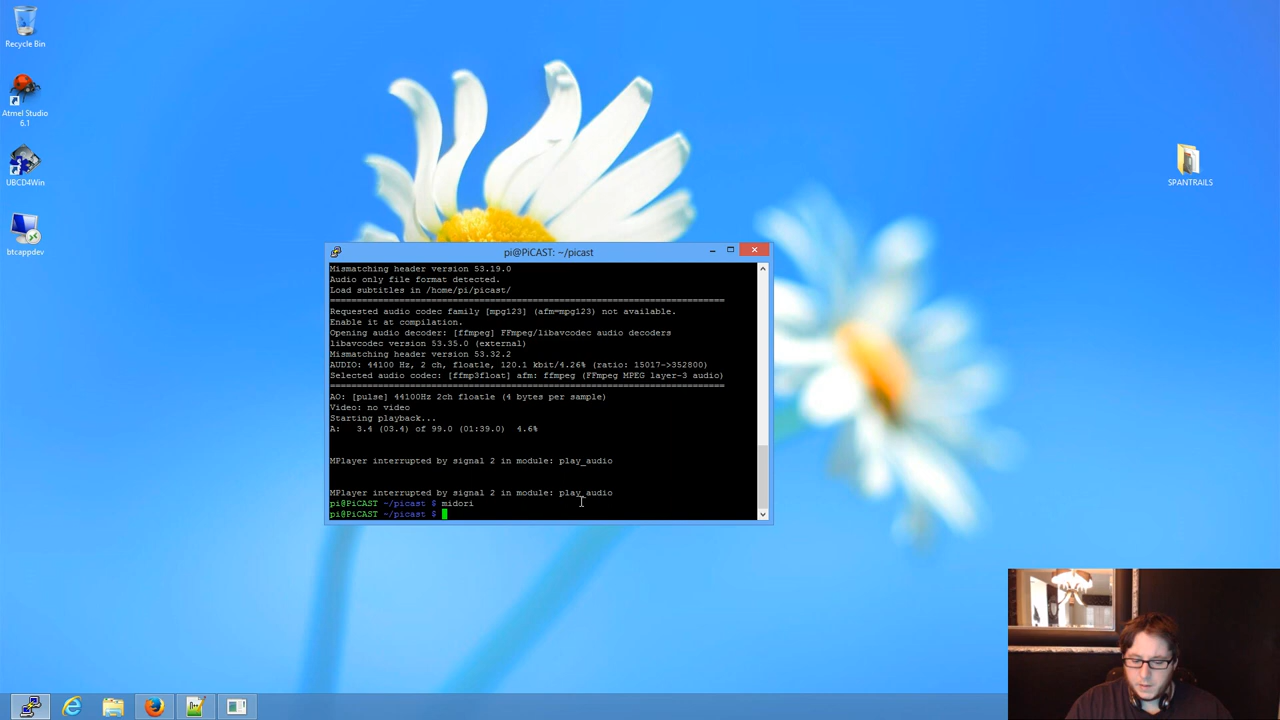 Recycle Bin
Atmel Studio
6.1
UBCD4Win
btcappdev
SPANTRAILS
pi@PiCAST: ~/picast
Mismatching header version 53.19.0
Audio only file format detected.
Load subtitles in /home/pi/picast/
==========================================================================
Requested audio codec family [mpg123] (afm=mpg123) not available.
Enable it at compilation.
Opening audio decoder: [ffmpeg] FFmpeg/libavcodec audio decoders
libavcodec version 53.35.0 (external)
Mismatching header version 53.32.2
AUDIO: 44100 Hz, 2 ch, floatle, 120.1 kbit/4.26% (ratio: 15017->352800)
Selected audio codec: [ffmp3float] afm: ffmpeg (FFmpeg MPEG layer-3 audio)
==========================================================================
AO: [pulse] 44100Hz 2ch floatle (4 bytes per sample)
Video: no video
Starting playback...
A:   3.4 (03.4) of 99.0 (01:39.0)  4.6%
MPlayer interrupted by signal 2 in module: play_audio
MPlayer interrupted by signal 2 in module: play_audio
pi@PiCAST ~/picast $ midori
pi@PiCAST ~/picast $